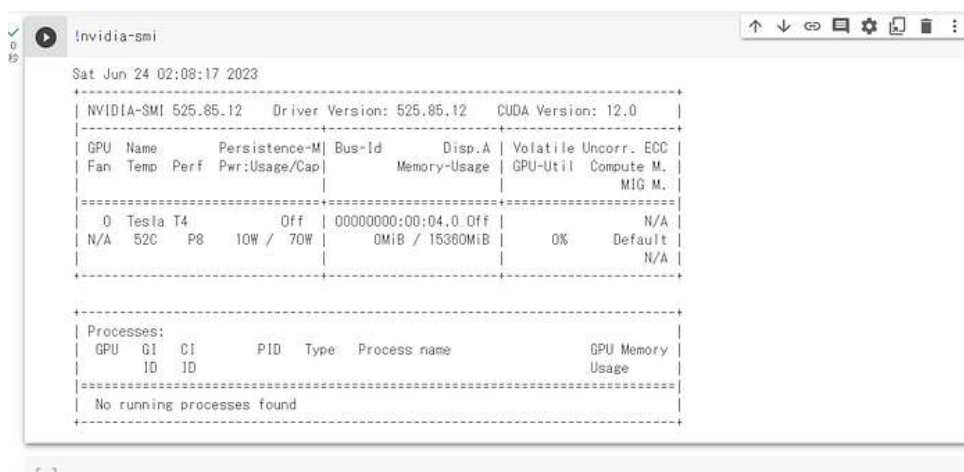 !nvidia-smi
0
秒
Sat Jun 24 02:08:17 2023
+-----------------------------------------------------------------------------+
| NVIDIA-SMI 525.85.12    Driver Version: 525.85.12    CUDA Version: 12.0     |
|-------------------------------+----------------------+----------------------+
| GPU  Name        Persistence-M| Bus-Id        Disp.A | Volatile Uncorr. ECC |
| Fan  Temp  Perf  Pwr:Usage/Cap|         Memory-Usage | GPU-Util  Compute M. |
|                               |                      |               MIG M. |
|===============================+======================+======================|
|   0  Tesla T4            Off  | 00000000:00:04.0 Off |                  N/A |
| N/A   52C    P8    10W /  70W |      0MiB / 15360MiB |      0%      Default |
|                               |                      |                  N/A |
+-------------------------------+----------------------+----------------------+
+-----------------------------------------------------------------------------+
| Processes:                                                                  |
|  GPU   GI   CI        PID   Type   Process name                  GPU Memory |
|        ID   ID                                                   Usage      |
|=============================================================================|
|  No running processes found                                                 |
+-----------------------------------------------------------------------------+
[ ]